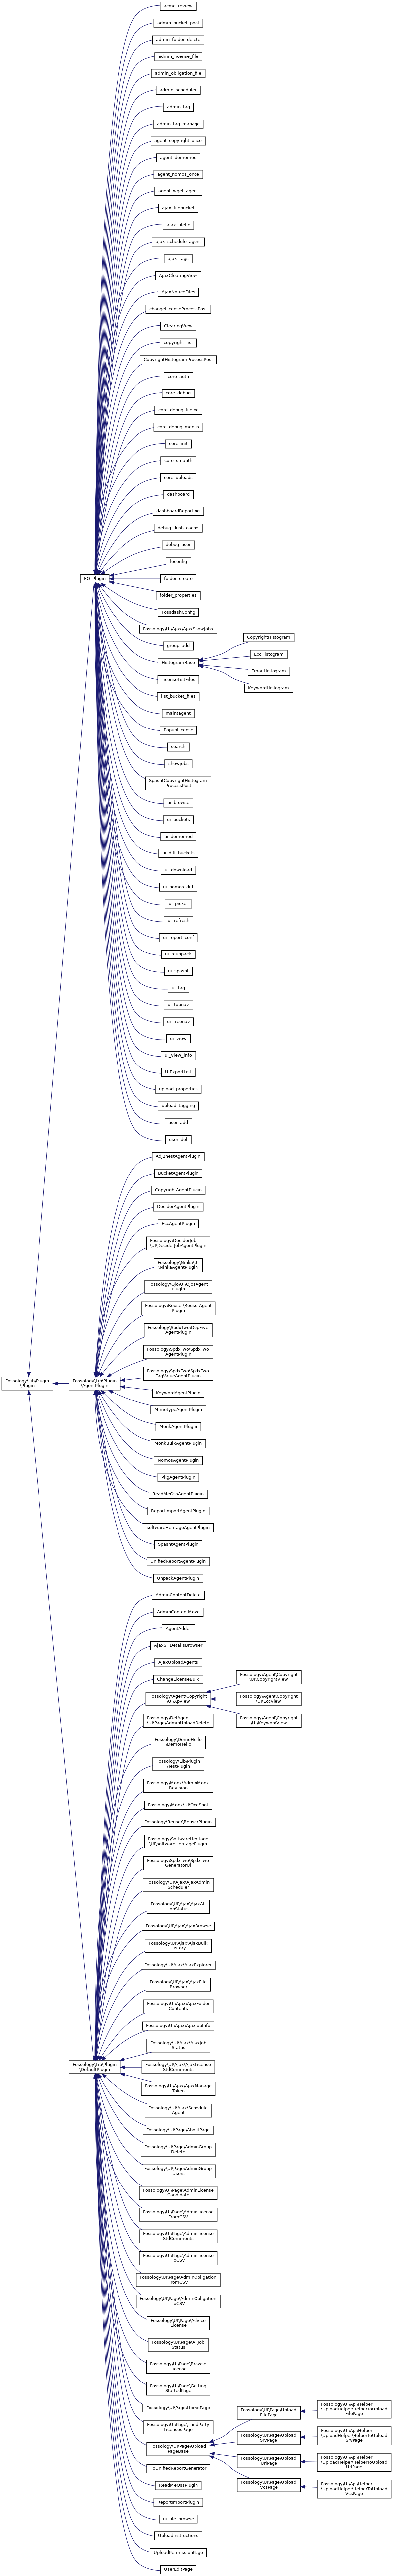 acme_review
admin_bucket_pool
admin_folder_delete
admin_license_file
admin_obligation_file
admin_scheduler
admin_tag
admin_tag_manage
agent_copyright_once
agent_demomod
agent_nomos_once
agent_wget_agent
ajax_filebucket
ajax_filelic
ajax_schedule_agent
ajax_tags
AjaxClearingView
AjaxNoticeFiles
changeLicenseProcessPost
ClearingView
copyright_list
CopyrightHistogramProcessPost
core_auth
core_debug
core_debug_fileloc
core_debug_menus
core_init
core_smauth
core_uploads
dashboard
dashboardReporting
debug_flush_cache
debug_user
foconfig
FO_Plugin
folder_create
folder_properties
FossdashConfig
Fossology\UI\Ajax\AjaxShowJobs
group_add
HistogramBase
CopyrightHistogram
EccHistogram
EmailHistogram
KeywordHistogram
LicenseListFiles
list_bucket_files
maintagent
PopupLicense
search
showjobs
SpashtCopyrightHistogram
ProcessPost
ui_browse
ui_buckets
ui_demomod
ui_diff_buckets
ui_download
ui_nomos_diff
ui_picker
ui_refresh
ui_report_conf
ui_reunpack
ui_spasht
ui_tag
ui_topnav
ui_treenav
ui_view
ui_view_info
UIExportList
upload_properties
upload_tagging
user_add
user_del
Adj2nestAgentPlugin
BucketAgentPlugin
CopyrightAgentPlugin
DeciderAgentPlugin
EccAgentPlugin
Fossology\DeciderJob
\UI\DeciderJobAgentPlugin
Fossology\Ninka\Ui
\NinkaAgentPlugin
Fossology\Ojo\Ui\OjosAgent
Plugin
Fossology\Reuser\ReuserAgent
Plugin
Fossology\SpdxTwo\DepFive
AgentPlugin
Fossology\SpdxTwo\SpdxTwo
AgentPlugin
Fossology\SpdxTwo\SpdxTwo
TagValueAgentPlugin
Fossology\Lib\Plugin
\Plugin
Fossology\Lib\Plugin
\AgentPlugin
KeywordAgentPlugin
MimetypeAgentPlugin
MonkAgentPlugin
MonkBulkAgentPlugin
NomosAgentPlugin
PkgAgentPlugin
ReadMeOssAgentPlugin
ReportImportAgentPlugin
softwareHeritageAgentPlugin
SpashtAgentPlugin
UnifiedReportAgentPlugin
UnpackAgentPlugin
AdminContentDelete
AdminContentMove
AgentAdder
AjaxSHDetailsBrowser
AjaxUploadAgents
ChangeLicenseBulk
Fossology\Agent\Copyright
\UI\Xpview
Fossology\Agent\Copyright
\UI\CopyrightView
Fossology\Agent\Copyright
\UI\EccView
Fossology\Agent\Copyright
\UI\KeywordView
Fossology\DelAgent
\UI\Page\AdminUploadDelete
Fossology\DemoHello
\DemoHello
Fossology\Lib\Plugin
\TestPlugin
Fossology\Monk\AdminMonk
Revision
Fossology\Monk\UI\OneShot
Fossology\Reuser\ReuserPlugin
Fossology\SoftwareHeritage
\UI\softwareHeritagePlugin
Fossology\SpdxTwo\SpdxTwo
GeneratorUi
Fossology\UI\Ajax\AjaxAdmin
Scheduler
Fossology\UI\Ajax\AjaxAll
JobStatus
Fossology\UI\Ajax\AjaxBrowse
Fossology\UI\Ajax\AjaxBulk
History
Fossology\UI\Ajax\AjaxExplorer
Fossology\UI\Ajax\AjaxFile
Browser
Fossology\UI\Ajax\AjaxFolder
Contents
Fossology\UI\Ajax\AjaxJobInfo
Fossology\UI\Ajax\AjaxJob
Status
Fossology\Lib\Plugin
\DefaultPlugin
Fossology\UI\Ajax\AjaxLicense
StdComments
Fossology\UI\Ajax\AjaxManage
Token
Fossology\UI\Ajax\Schedule
Agent
Fossology\UI\Page\AboutPage
Fossology\UI\Page\AdminGroup
Delete
Fossology\UI\Page\AdminGroup
Users
Fossology\UI\Page\AdminLicense
Candidate
Fossology\UI\Page\AdminLicense
FromCSV
Fossology\UI\Page\AdminLicense
StdComments
Fossology\UI\Page\AdminLicense
ToCSV
Fossology\UI\Page\AdminObligation
FromCSV
Fossology\UI\Page\AdminObligation
ToCSV
Fossology\UI\Page\Advice
License
Fossology\UI\Page\AllJob
Status
Fossology\UI\Page\Browse
License
Fossology\UI\Page\Getting
StartedPage
Fossology\UI\Page\HomePage
Fossology\UI\Page\ThirdParty
LicensesPage
Fossology\UI\Page\Upload
PageBase
Fossology\UI\Page\Upload
FilePage
Fossology\UI\Api\Helper
\UploadHelper\HelperToUpload
FilePage
Fossology\UI\Page\Upload
SrvPage
Fossology\UI\Api\Helper
\UploadHelper\HelperToUpload
SrvPage
Fossology\UI\Page\Upload
UrlPage
Fossology\UI\Api\Helper
\UploadHelper\HelperToUpload
UrlPage
Fossology\UI\Page\Upload
VcsPage
Fossology\UI\Api\Helper
\UploadHelper\HelperToUpload
VcsPage
FoUnifiedReportGenerator
ReadMeOssPlugin
ReportImportPlugin
ui_file_browse
UploadInstructions
UploadPermissionPage
UserEditPage